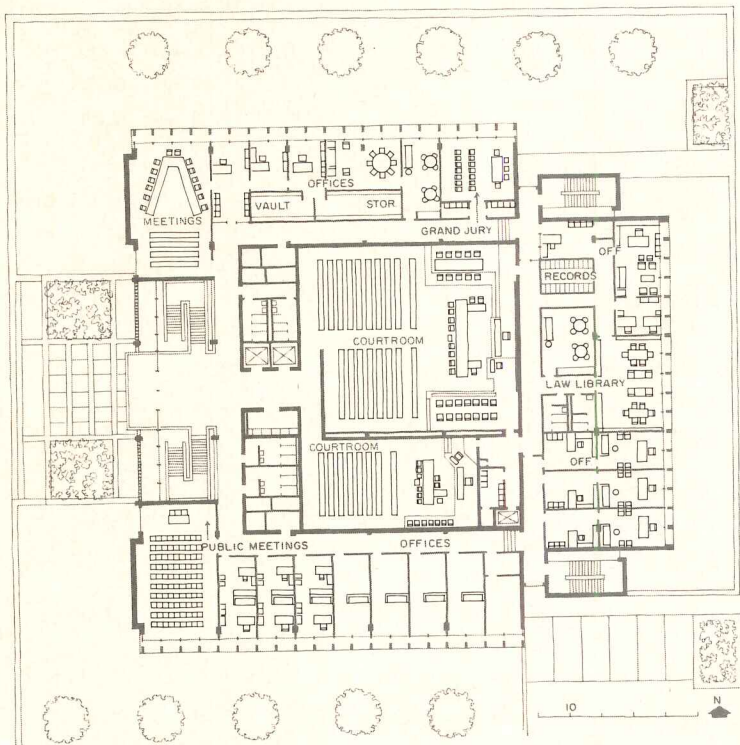 OFFICES
MEETINGS
VAULT
STOR.
GRAND JURY
OFF
RECORDS
COURTROOM
LAW LIBRARY
COURTROOM
OFF
PUBLIC MEETINGS
OFFICES
10
N